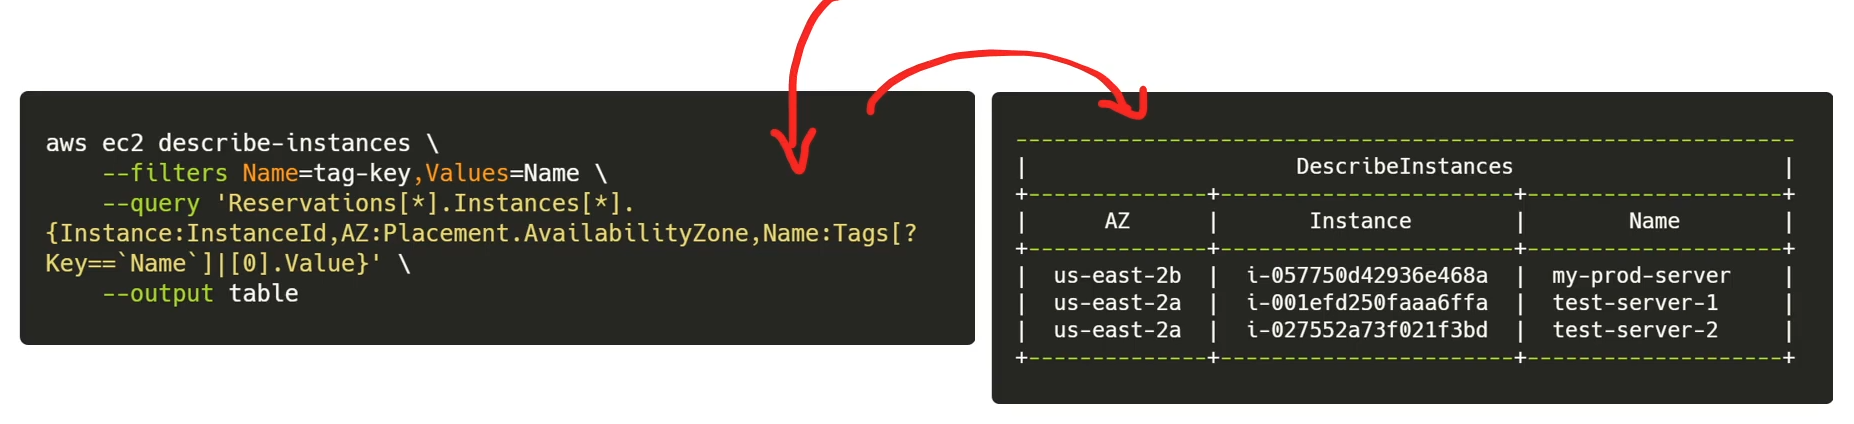 aws ec2 describe-instances \
--filters Name=tag-key,Values=Name \
--query 'Reservations[*].Instances[*].
{Instance:InstanceId,AZ:Placement.AvailabilityZone,Name:Tags[?
Key==`Name`]|[0].Value}' \
--output table
-------------------------------------------------------------
|                     DescribeInstances                     |
+--------------+-----------------------+--------------------+
|      AZ      |       Instance        |        Name        |
+--------------+-----------------------+--------------------+
|  us-east-2b  |  i-057750d42936e468a  |  my-prod-server    |
|  us-east-2a  |  i-001efd250faaa6ffa  |  test-server-1     |
|  us-east-2a  |  i-027552a73f021f3bd  |  test-server-2     |
+--------------+-----------------------+--------------------+